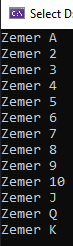 Select D
Zemer A
Zemer 2
Zemer 3
Zemer 4
Zemer 5
Zemer 6
Zemer 7
Zemer 8
Zemer 9
Zemer 10
Zemer J
Zemer Q
Zemer K